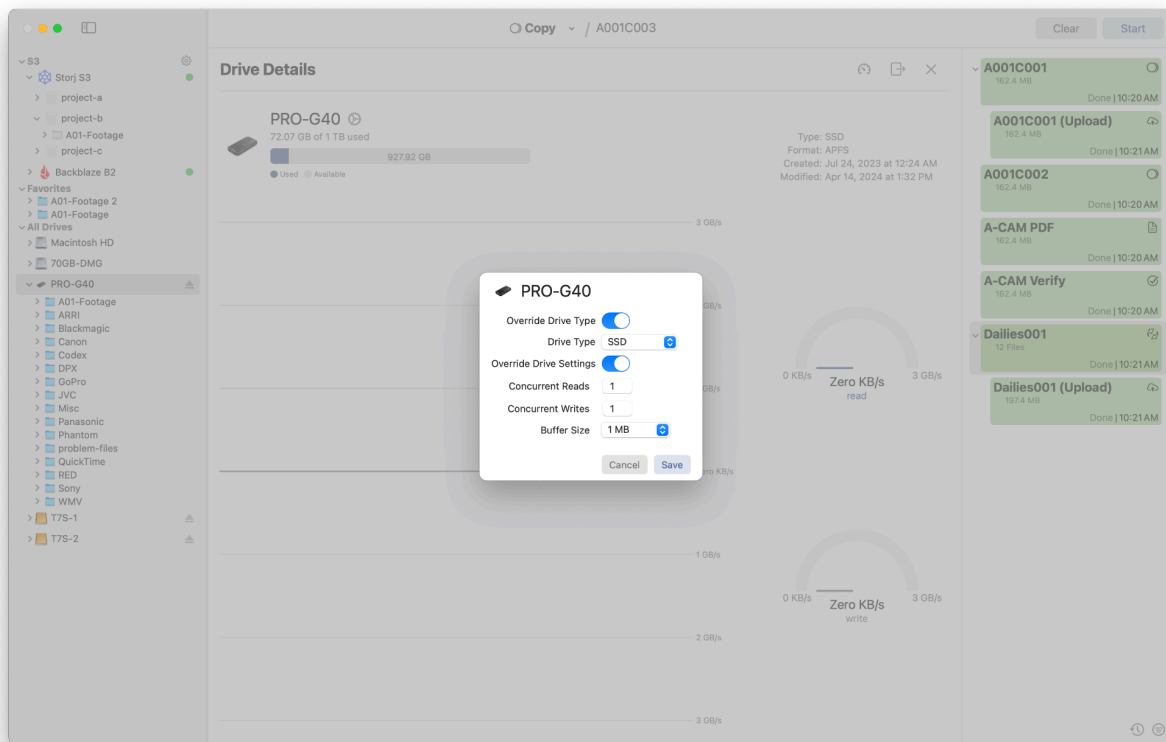 Copy / A001C003
Clear
Start
S3
Storj S3
project-a
project-b
A01-Footage
project-c
Backblaze B2
Favorites
A01-Footage 2
A01-Footage
All Drives
Macintosh HD
70GB-DMG
PRO-G40
A01-Footage
ARRI
Blackmagic
Canon
Codex
DPX
GoPro
JVC
Misc
Panasonic
Phantom
problem-files
QuickTime
RED
Sony
WMV
T7S-1
T7S-2
Drive Details
PRO-G40
72.07 GB of 1 TB used
927.92 GB
Used Available
Type: SSD
Format: APFS
Created: Jul 24, 2023 at 12:24 AM
Modified: Apr 14, 2024 at 1:32 PM
3 GB/s
GB/s
GB/s
ro KB/s
1 GB/s
2 GB/s
3 GB/s
PRO-G40
Override Drive Type
Drive Type SSD
Override Drive Settings
Concurrent Reads 1
Concurrent Writes 1
Buffer Size 1 MB
Cancel Save
0 KB/s Zero KB/s 3 GB/s
read
0 KB/s Zero KB/s 3 GB/s
write
A001C001
162.4 MB
Done | 10:20 AM
A001C001 (Upload)
162.4 MB
Done | 10:21 AM
A001C002
162.4 MB
Done | 10:20 AM
A-CAM PDF
162.4 MB
Done | 10:20 AM
A-CAM Verify
162.4 MB
Done | 10:20 AM
Dailies001
12 Files
Done | 10:21 AM
Dailies001 (Upload)
197.4 MB
Done | 10:21 AM